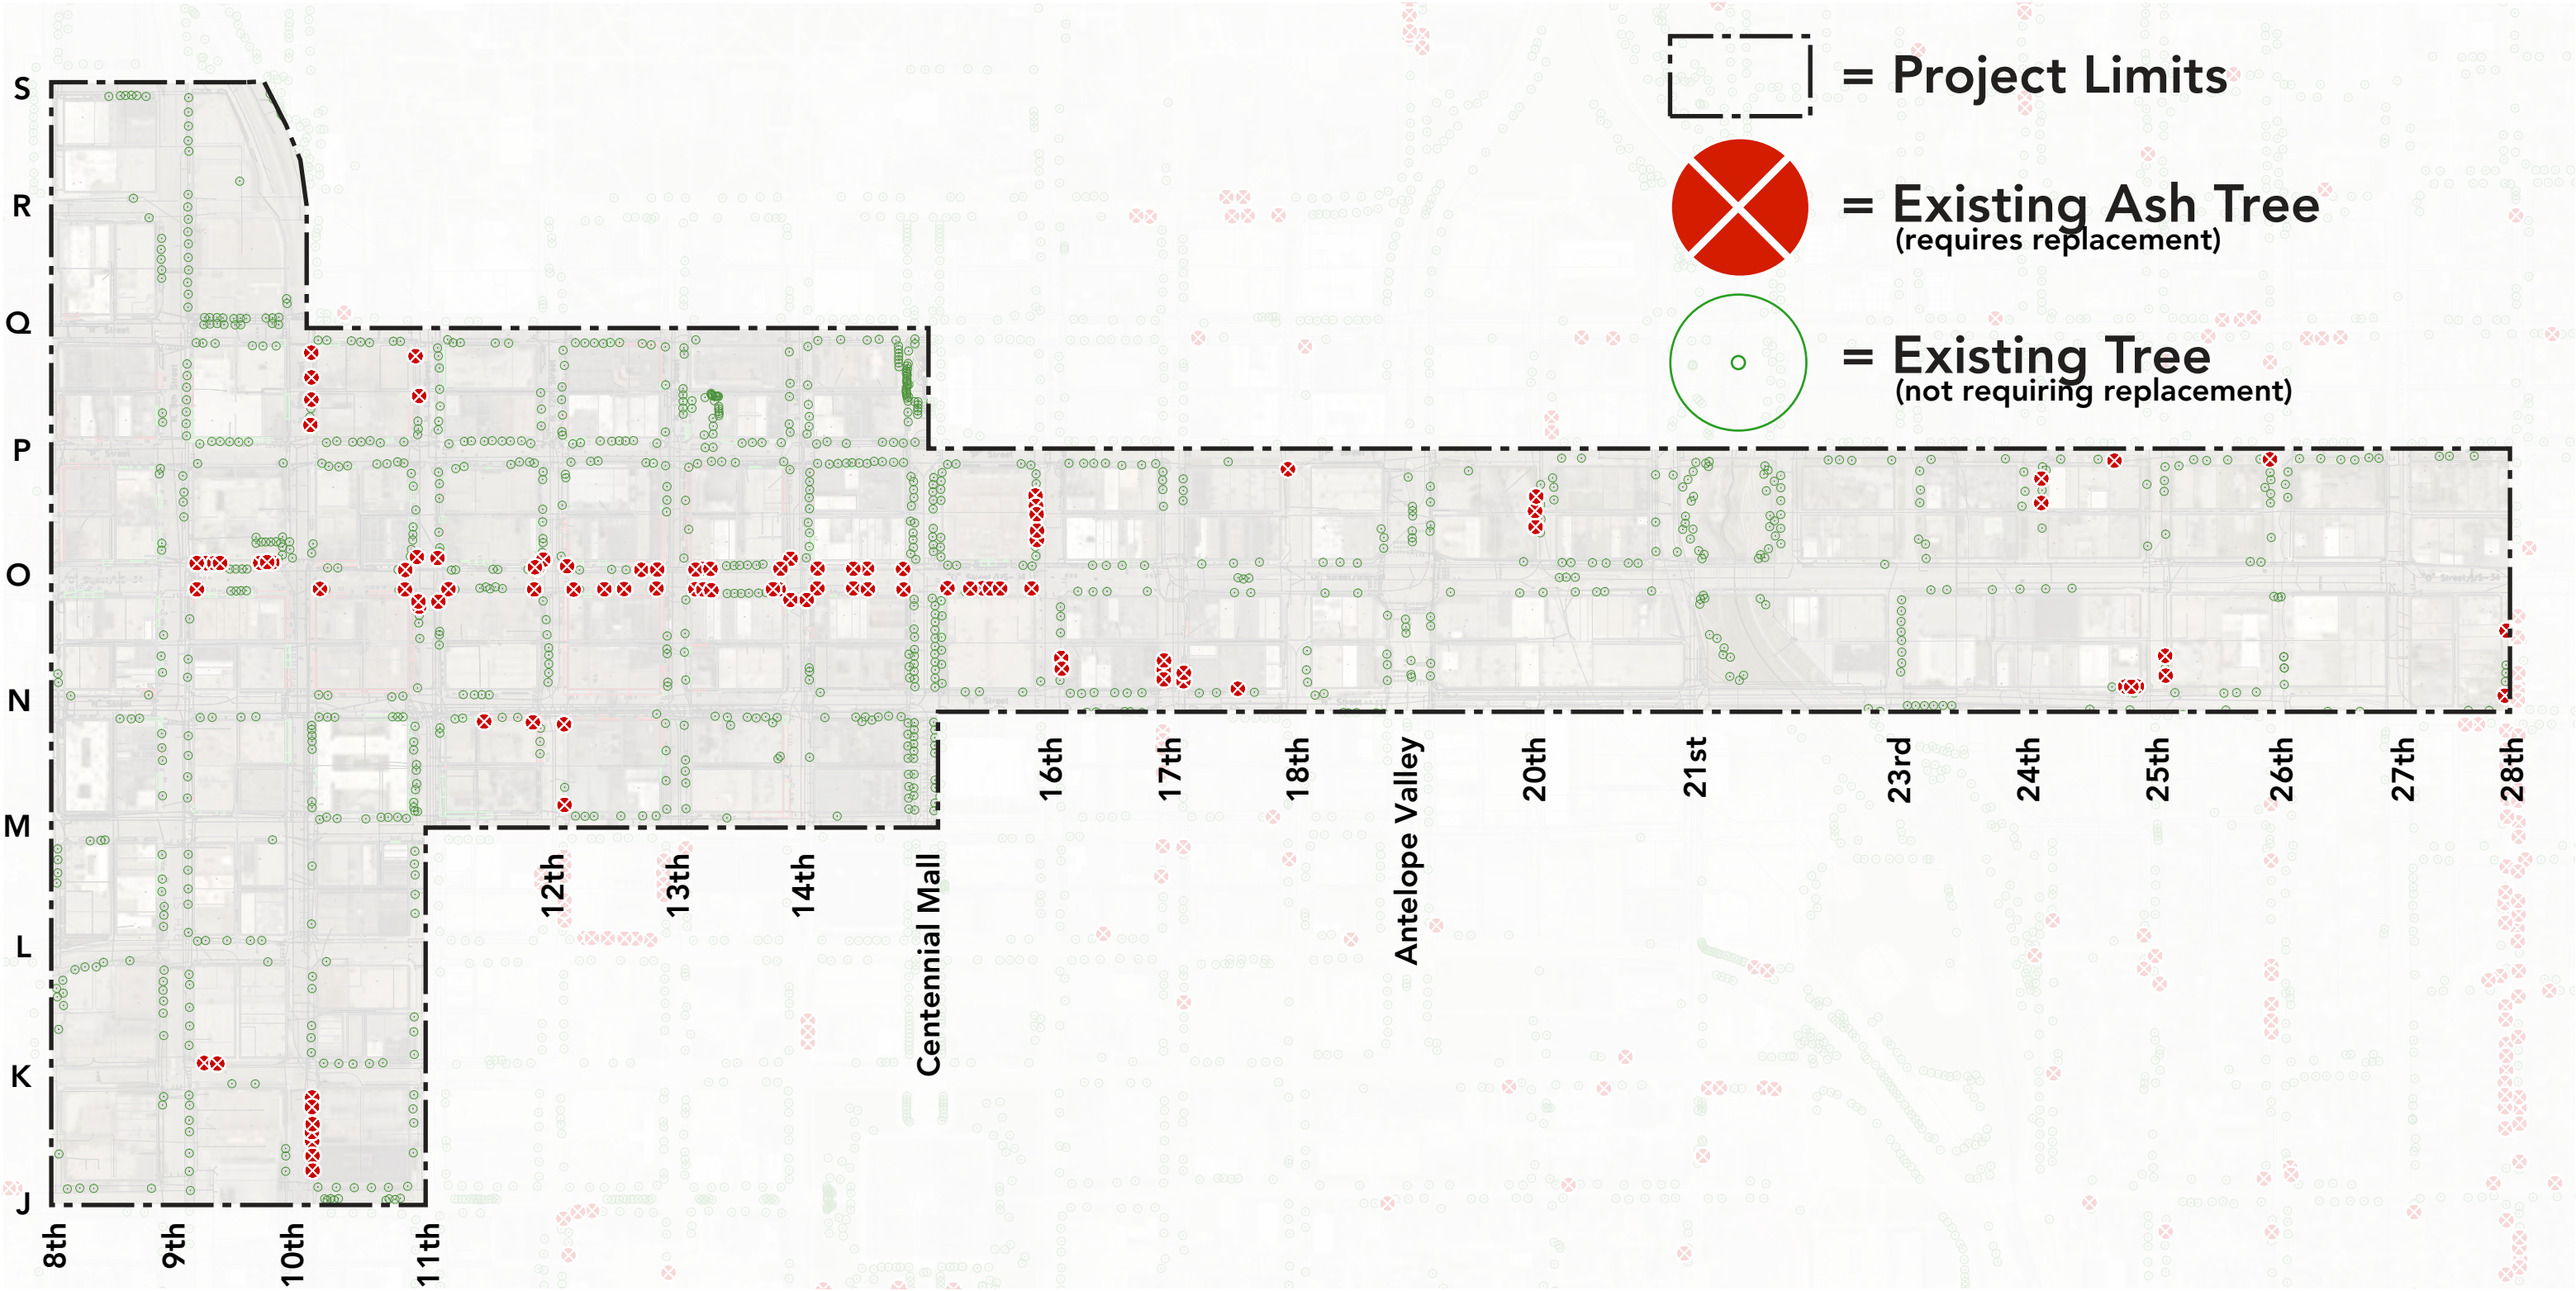 = Project Limits
= Existing Ash Tree
(requires replacement)
= Existing Tree
(not requiring replacement)
S
R
Q
P
O
N
M
L
K
J
8th
9th
10th
11th
12th
13th
14th
Centennial Mall
16th
17th
18th
Antelope Valley
20th
21st
23rd
24th
25th
26th
27th
28th